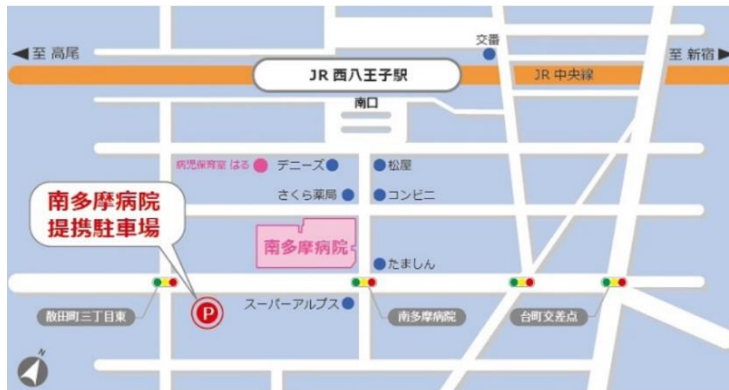 交番
至 高尾
至 新宿
JR 西八王子駅
JR 中央線
南口
病児保育室 はる
デニーズ
松屋
さくら薬局
コンビニ
南多摩病院
提携駐車場
南多摩病院
たましん
スーパーアルプス
P
散田町三丁目東
南多摩病院
台町交差点
N